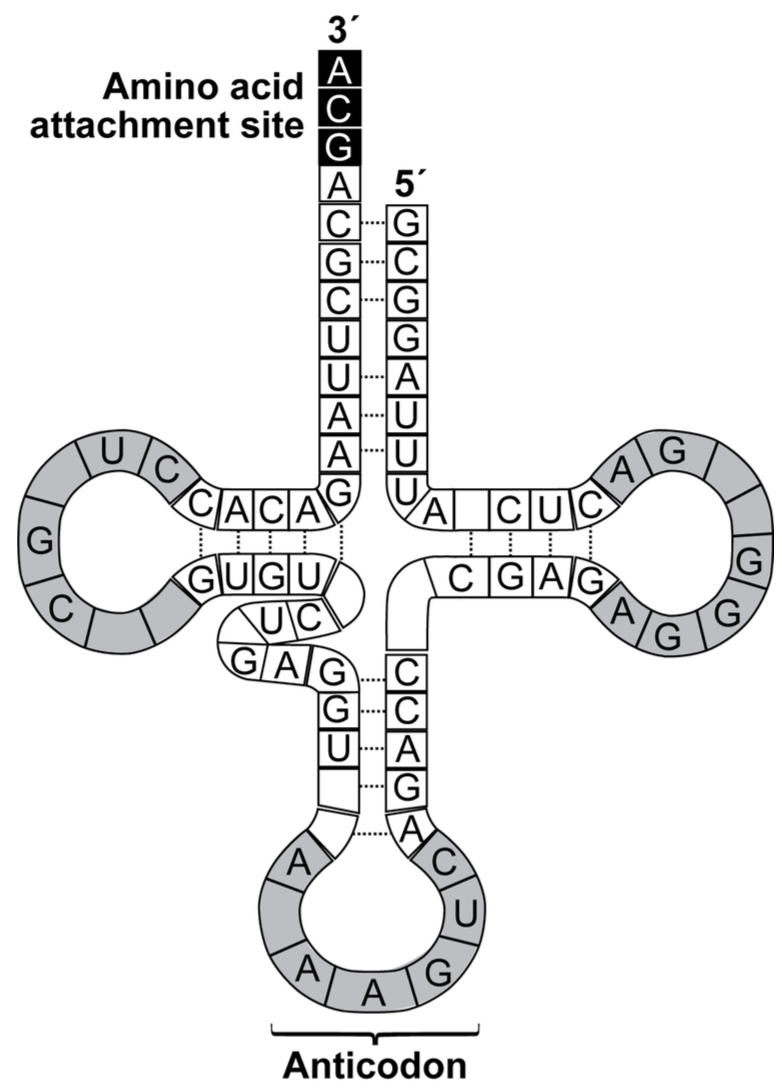 3´
A
Amino acid
C
attachment site
G
A 5´
C G
G C
C G
U G
U A
A U
A U
U C C A C A G U A C U C A G
G G
G U G U C G A G
C A G G
U C
G A G C
G C
U A
G
A
A C
U
A A G
Anticodon